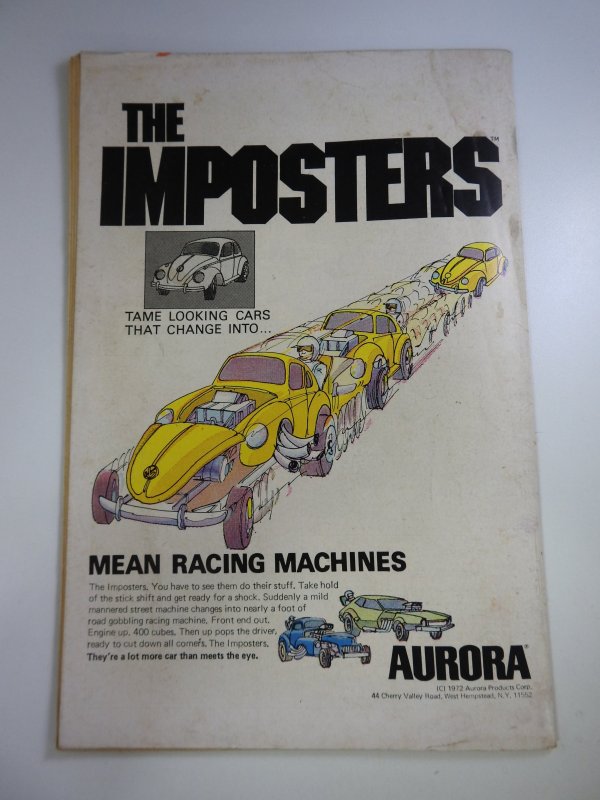 THE
IMPOSTERS™
TAME LOOKING CARS
THAT CHANGE INTO...
MEAN RACING MACHINES
The Imposters. You have to see them do their stuff. Take hold
of the stick shift and get ready for a shock. Suddenly a mild
mannered street machine changes into nearly a foot of
road gobbling racing machine. Front end out.
Engine up. 400 cubes. Then up pops the driver,
ready to cut down all comers. The Imposters.
They're a lot more car than meets the eye.
AURORA®
(C) 1972 Aurora Products Corp.
44 Cherry Valley Road, West Hempstead, N.Y. 11552